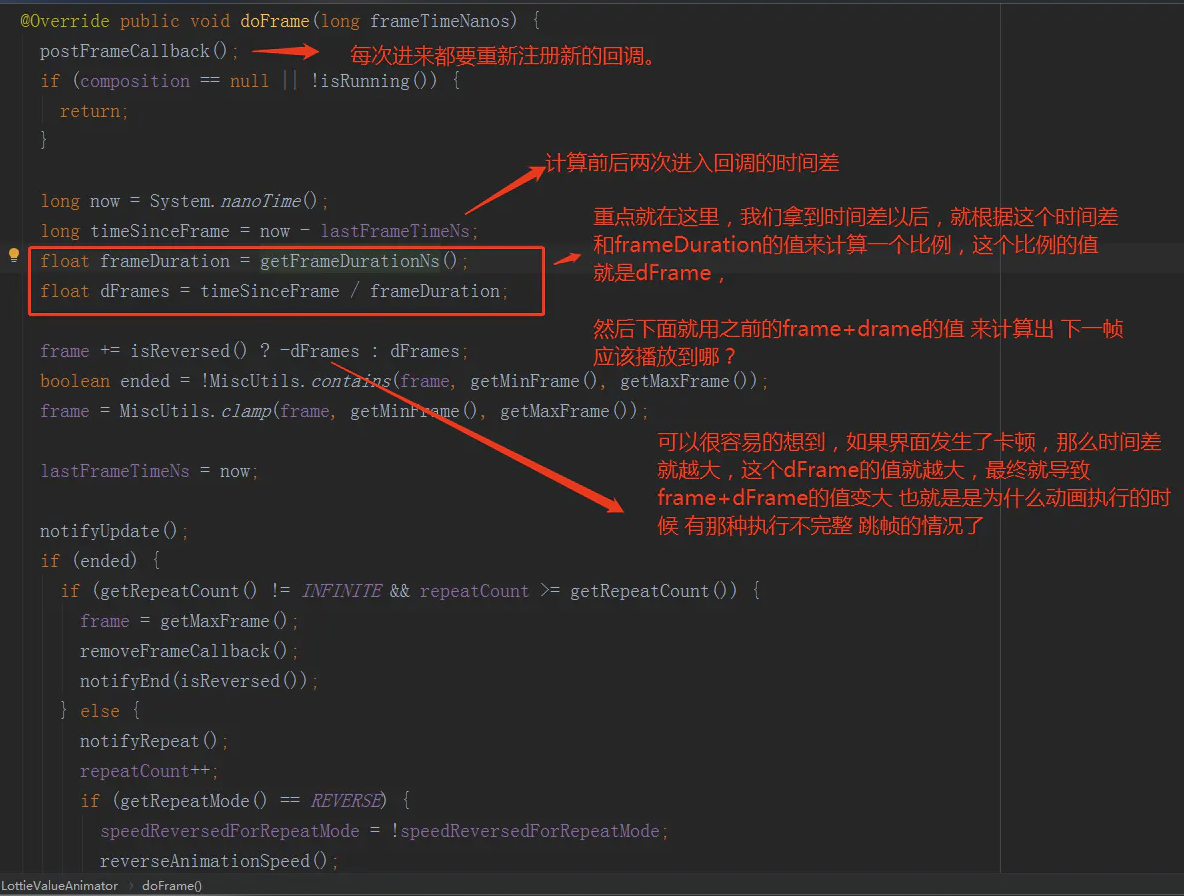 @Override public void doFrame(long frameTimeNanos) {
postFrameCallback();
每次进来都要重新注册新的回调。
if (composition == null || !isRunning()) {
return;
}
计算前后两次进入回调的时间差
long now = System.nanoTime();
long timeSinceFrame = now - lastFrameTimeNs;
float frameDuration = getFrameDurationNs();
float dFrames = timeSinceFrame / frameDuration;
重点就在这里，我们拿到时间差以后，就根据这个时间差
和frameDuration的值来计算一个比例，这个比例的值
就是dFrame，
然后下面就用之前的frame+drame的值 来计算出 下一帧
应该播放到哪？
frame += isReversed() ? -dFrames : dFrames;
boolean ended = !MiscUtils.contains(frame, getMinFrame(), getMaxFrame());
frame = MiscUtils.clamp(frame, getMinFrame(), getMaxFrame());
可以很容易的想到，如果界面发生了卡顿，那么时间差
就越大，这个dFrame的值就越大，最终就导致
frame+dFrame的值变大 也就是是为什么动画执行的时
候 有那种执行不完整 跳帧的情况了
lastFrameTimeNs = now;
notifyUpdate();
if (ended) {
if (getRepeatCount() != INFINITE && repeatCount >= getRepeatCount()) {
frame = getMaxFrame();
removeFrameCallback();
notifyEnd(isReversed());
} else {
notifyRepeat();
repeatCount++;
if (getRepeatMode() == REVERSE) {
speedReversedForRepeatMode = !speedReversedForRepeatMode;
reverseAnimationSpeed();
LottieValueAnimator › doFrame()